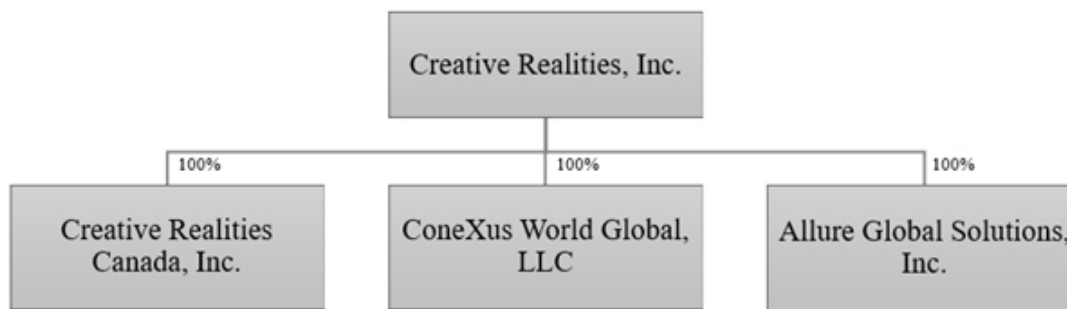 Creative Realities, Inc.
100%
100%
100%
Creative Realities
Canada, Inc.
ConeXus World Global,
LLC
Allure Global Solutions,
Inc.